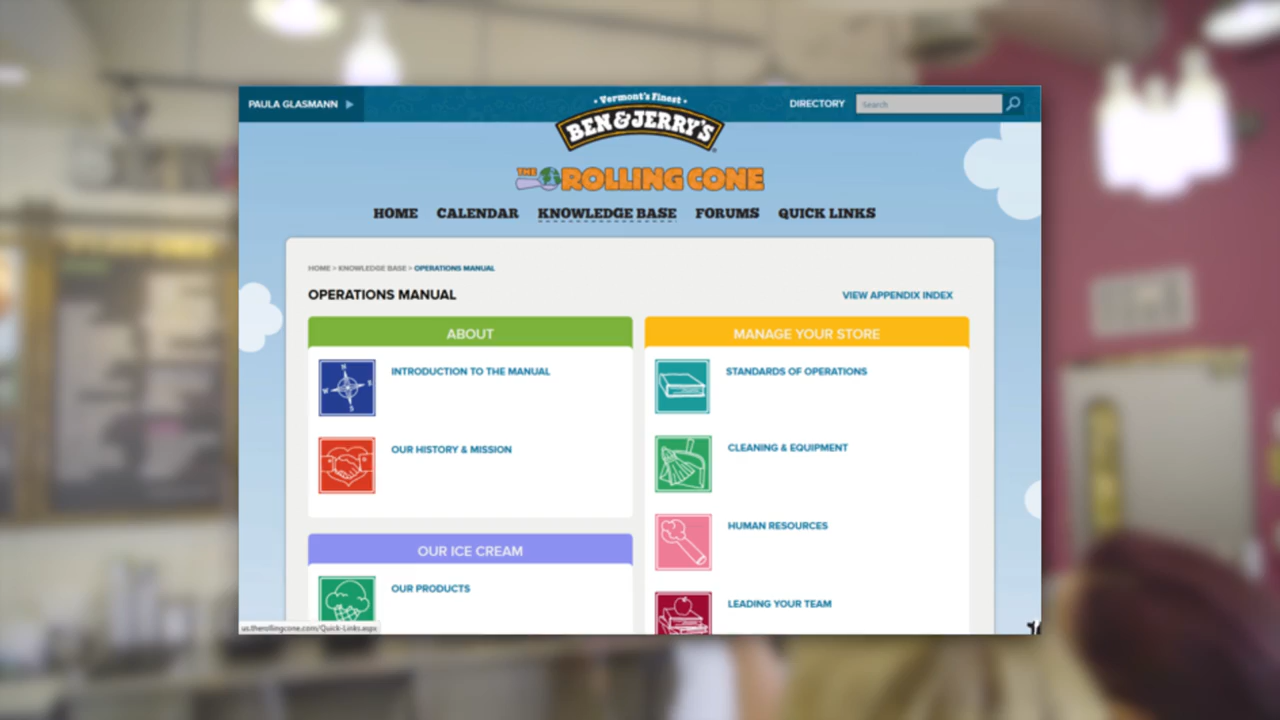 PAULA GLASMANN
Vermont's Finest
BEN & JERRY'S
DIRECTORY
Search
THE ROLLING CONE
HOME
CALENDAR
KNOWLEDGE BASE
FORUMS
QUICK LINKS
HOME > KNOWLEDGE BASE > OPERATIONS MANUAL
OPERATIONS MANUAL
VIEW APPENDIX INDEX
ABOUT
N
W
E
S
INTRODUCTION TO THE MANUAL
OUR HISTORY & MISSION
OUR ICE CREAM
OUR PRODUCTS
MANAGE YOUR STORE
STANDARDS OF OPERATIONS
CLEANING & EQUIPMENT
HUMAN RESOURCES
LEADING YOUR TEAM
us.therollingcone.com/Quick-Links.aspx